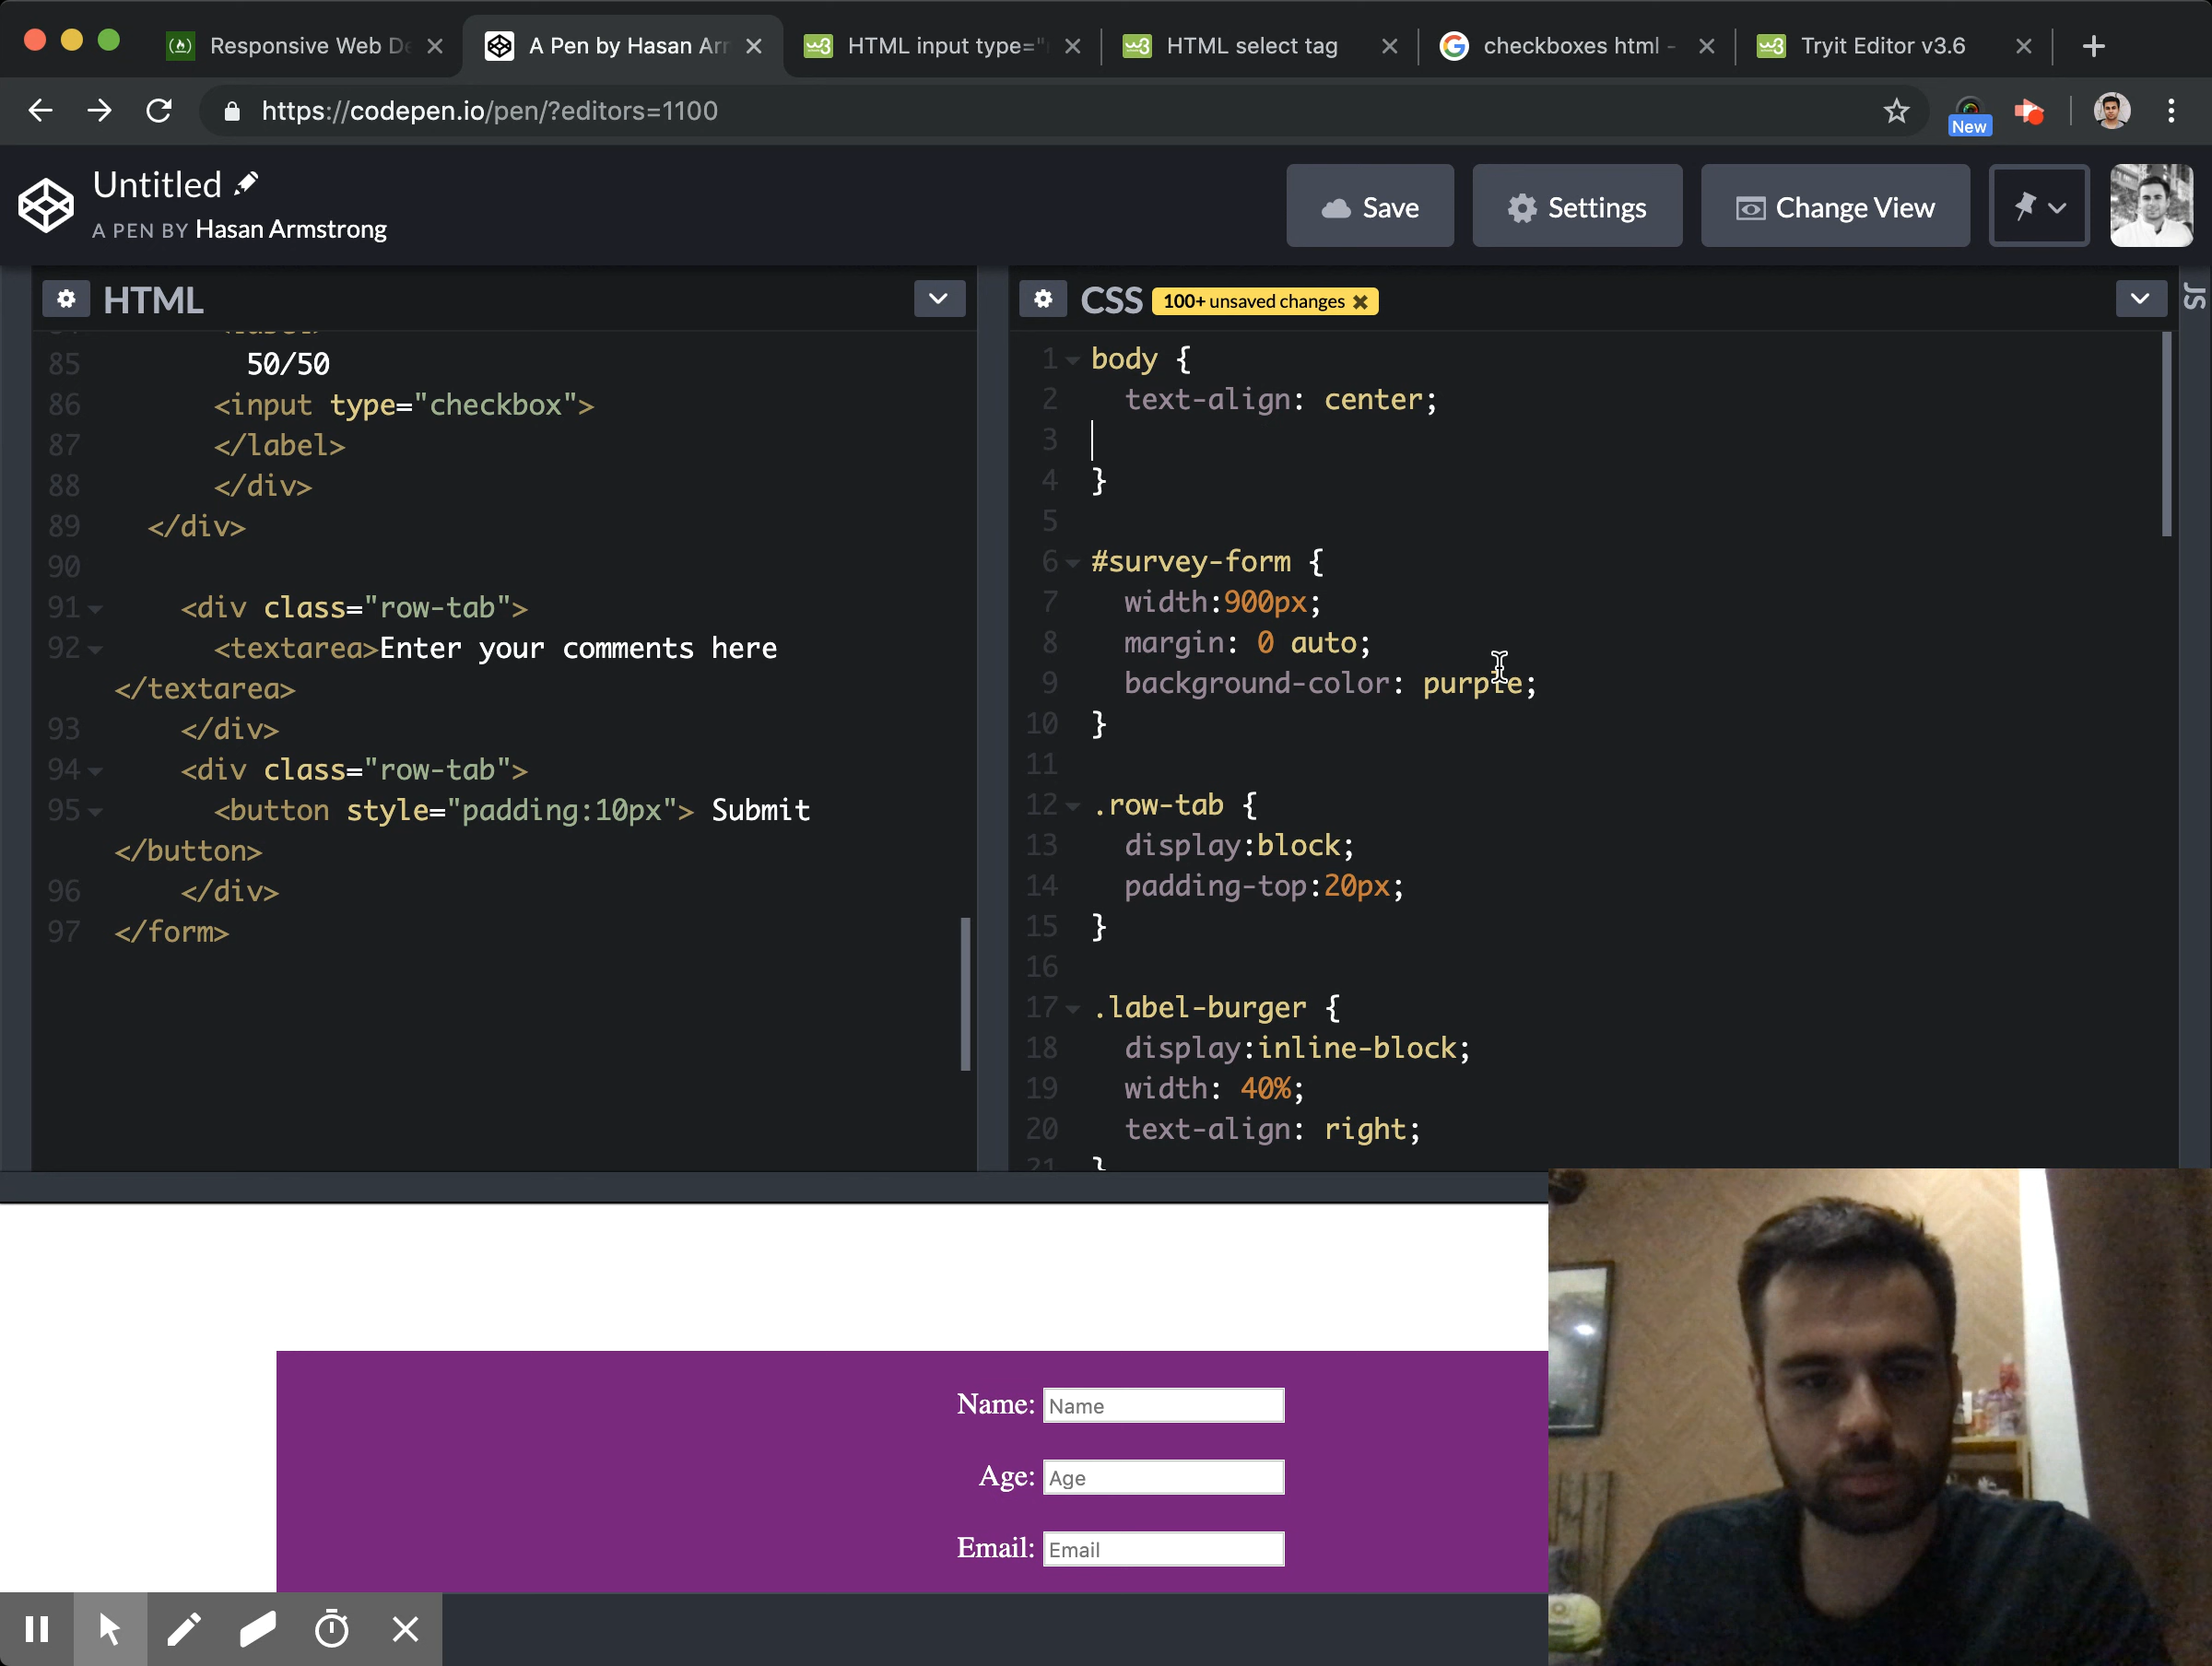 Responsive Web De
A Pen by Hasan Arm
HTML input type="
HTML select tag
checkboxes html -
Tryit Editor v3.6
https://codepen.io/pen/?editors=1100
New
Untitled
A PEN BY Hasan Armstrong
Save
Settings
Change View
HTML
85 50/50
86 <input type="checkbox">
87 </label>
88 </div>
89 </div>
90
91 <div class="row-tab">
92 <textarea>Enter your comments here
</textarea>
93 </div>
94 <div class="row-tab">
95 <button style="padding:10px"> Submit
</button>
96 </div>
97 </form>
CSS 100+ unsaved changes
JS
1 body {
2 text-align: center;
3
4 }
5
6 #survey-form {
7 width:900px;
8 margin: 0 auto;
9 background-color: purple;
10 }
11
12 .row-tab {
13 display:block;
14 padding-top:20px;
15 }
16
17 .label-burger {
18 display:inline-block;
19 width: 40%;
20 text-align: right;
21 }
Name: Name
Age: Age
Email: Email